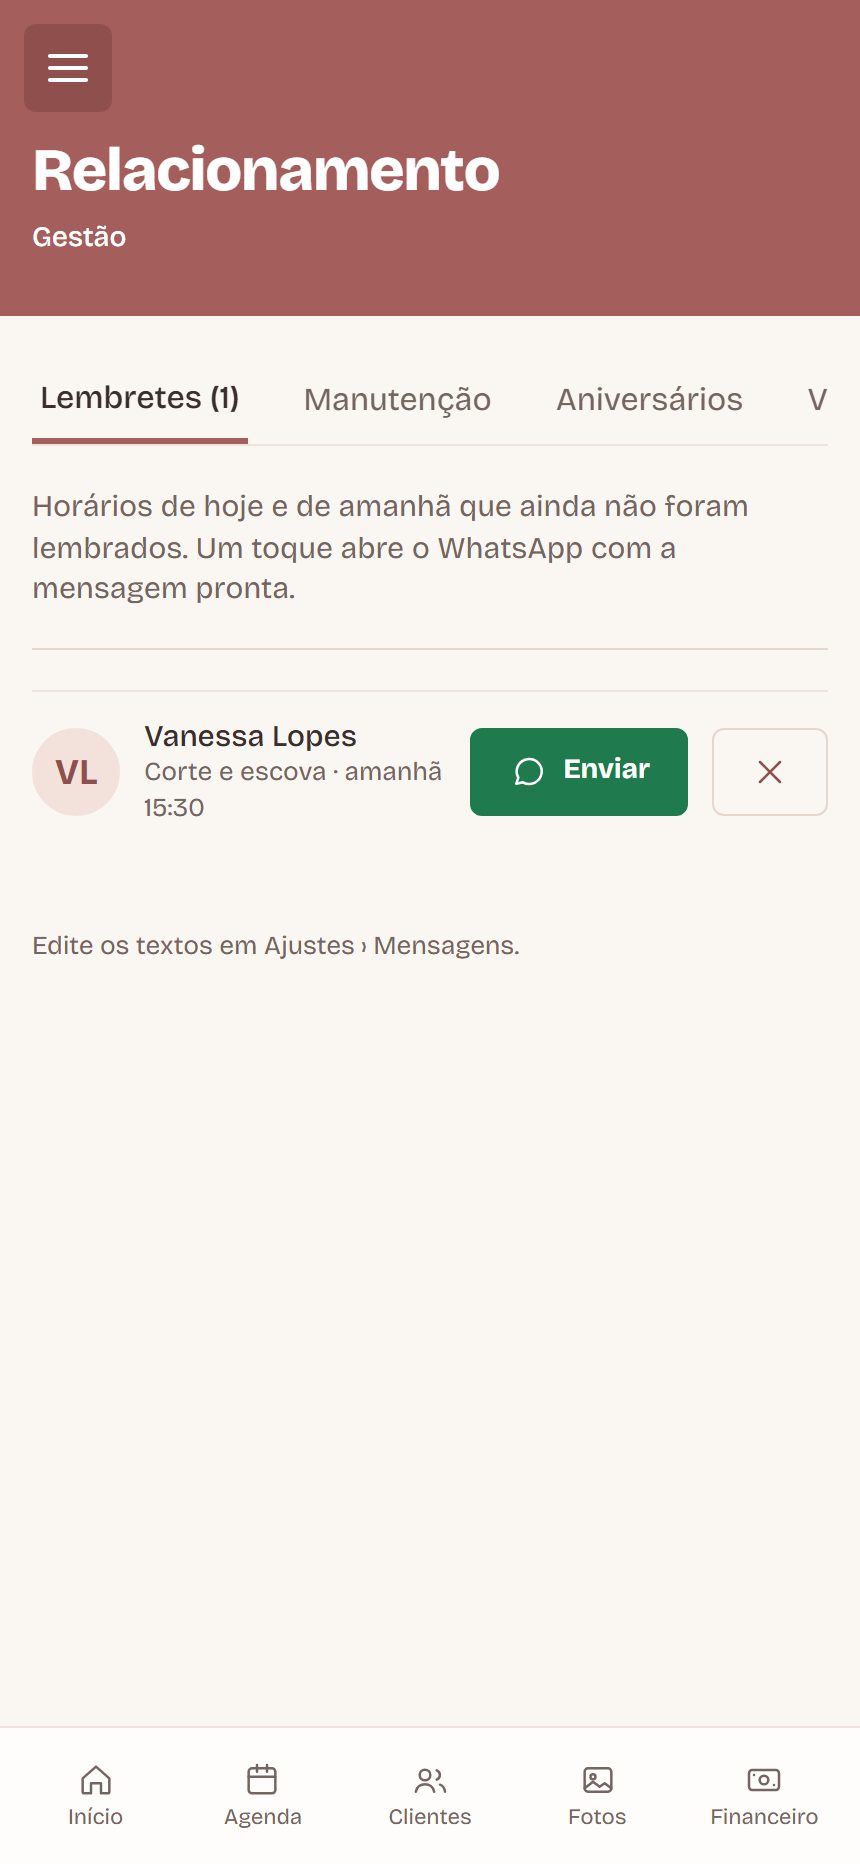 Relacionamento
Gestão
Lembretes (1) Manutenção Aniversários V
Horários de hoje e de amanhã que ainda não foram
lembrados. Um toque abre o WhatsApp com a
mensagem pronta.
VL
Vanessa Lopes
Corte e escova · amanhã
15:30
Enviar
Edite os textos em Ajustes › Mensagens.
Início Agenda Clientes Fotos Financeiro